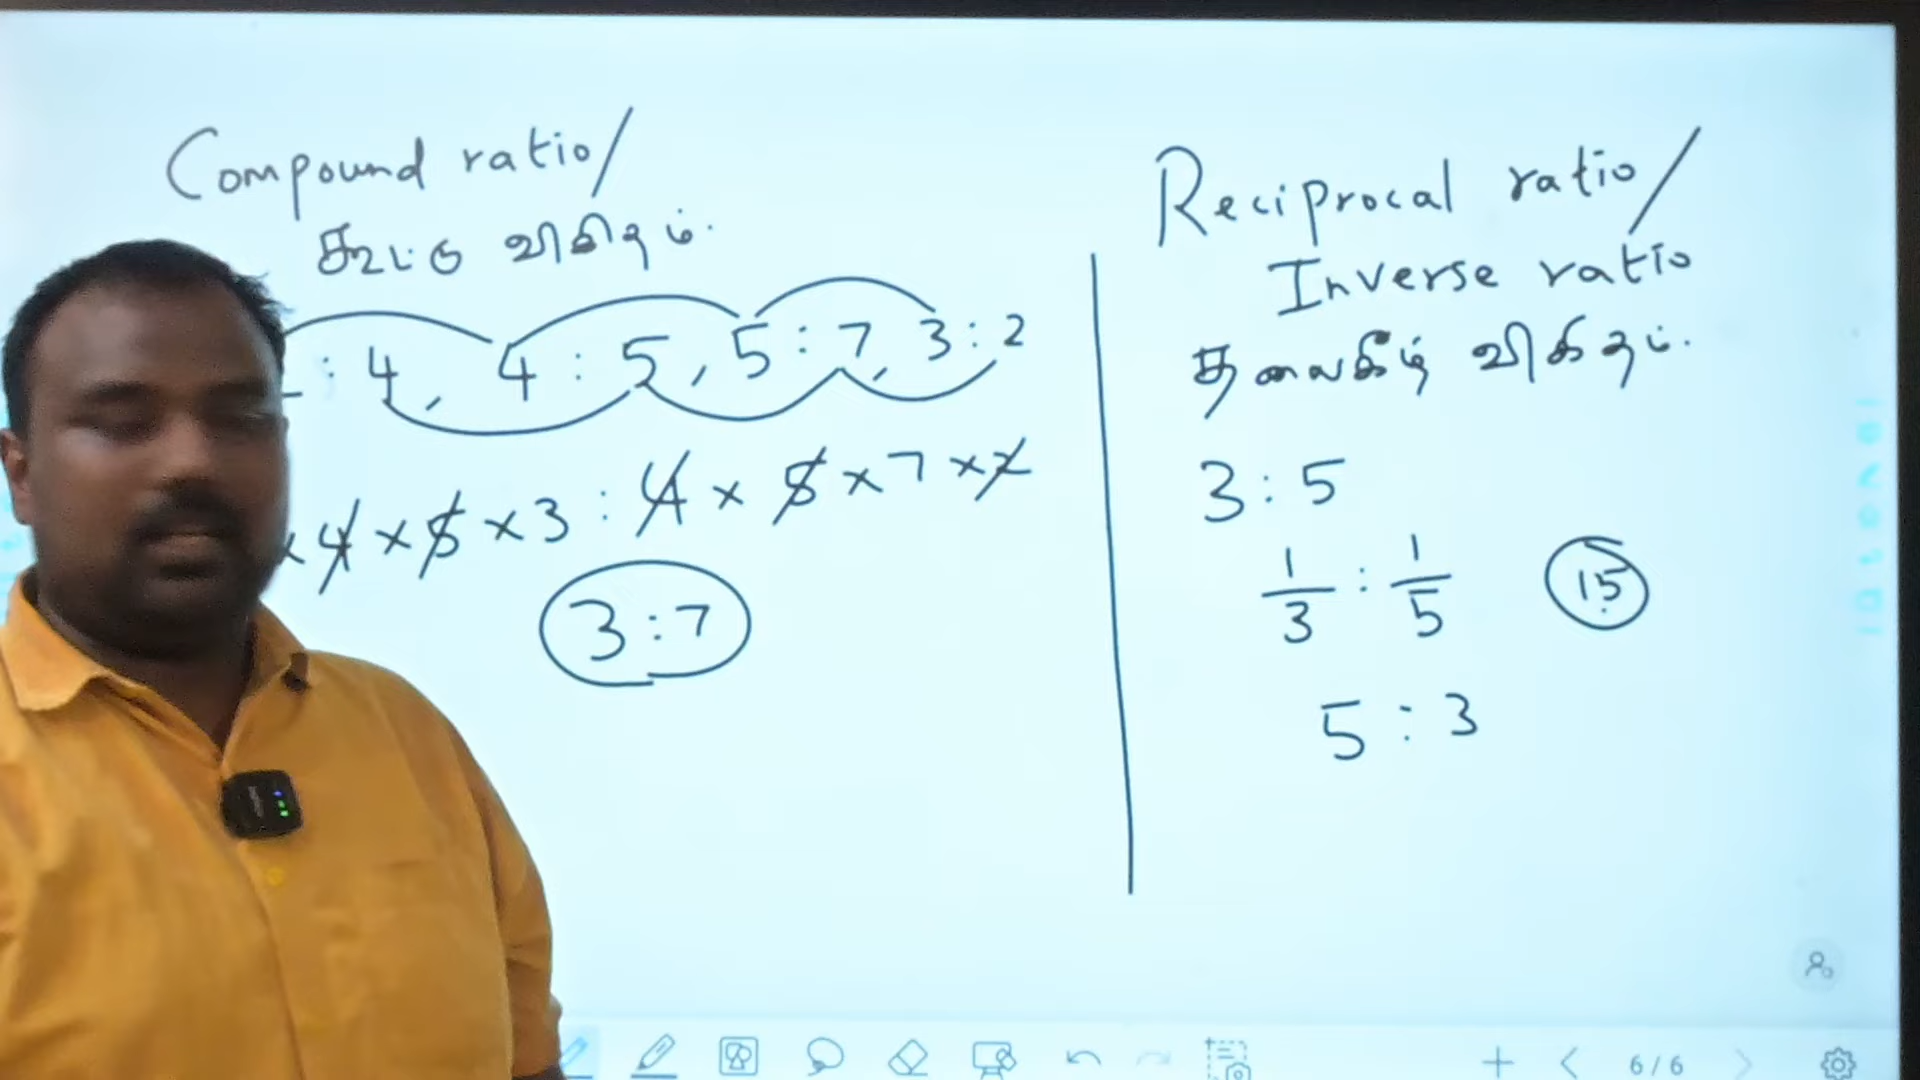 Compound ratio/
கூட்டு விகிதம்.
: 4, 4 : 5, 5 : 7, 3 : 2
× 4 × 5 × 3 : 4 × 5 × 7 × 2
3 : 7
Reciprocal ratio/
Inverse ratio
தலைகீழ் விகிதம்.
3 : 5
1/3 : 1/5
15
5 : 3
6/6